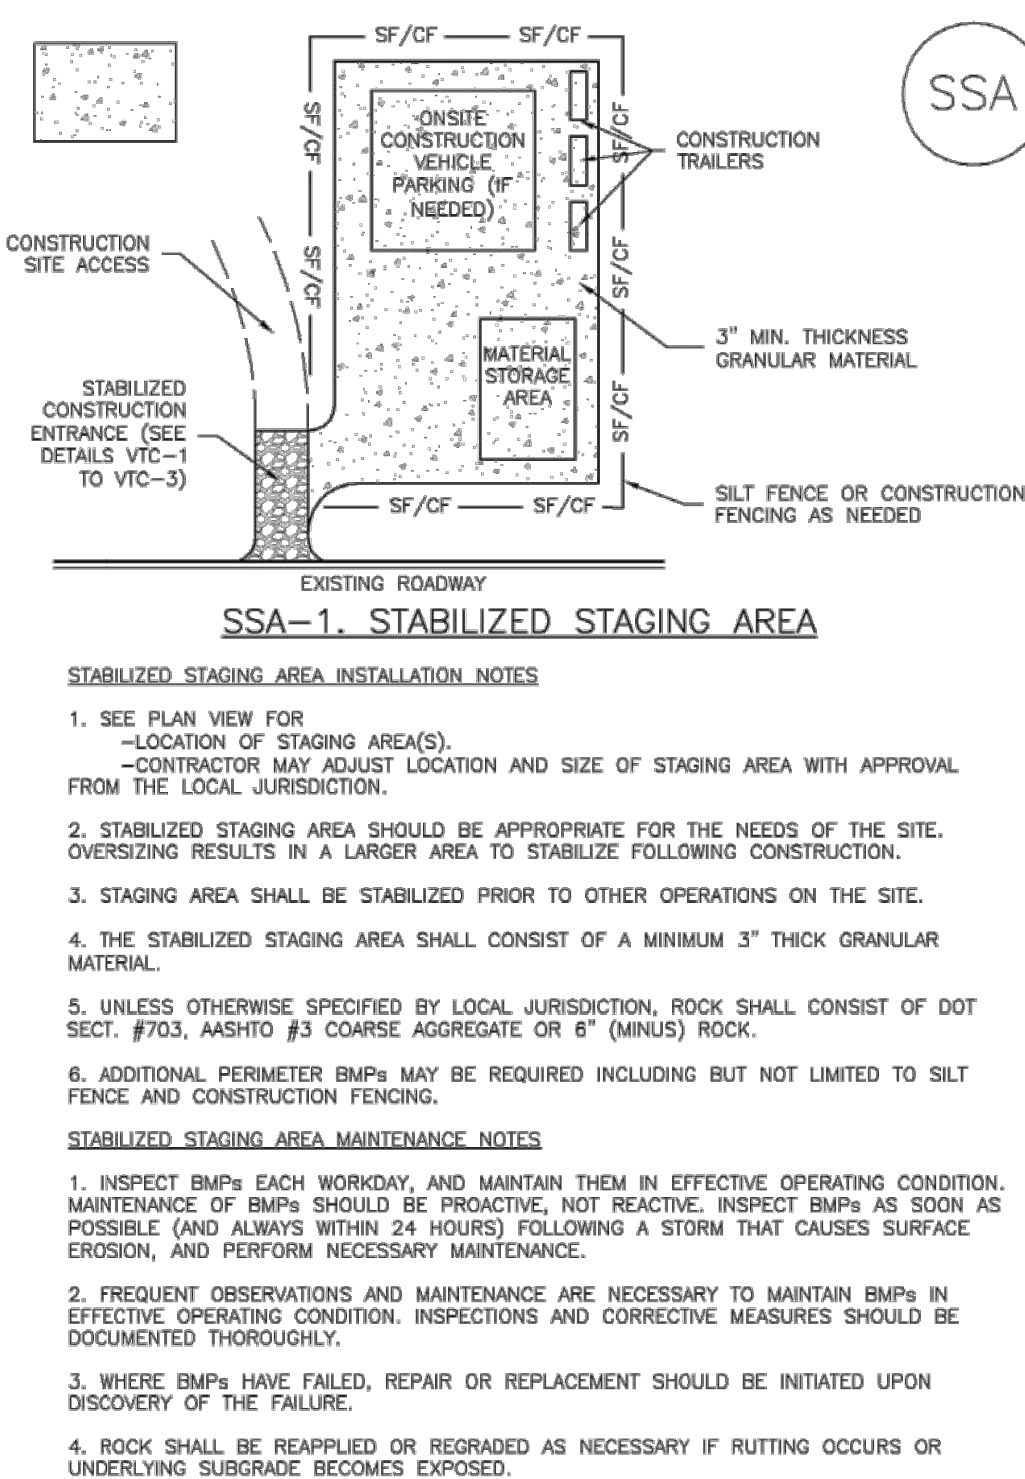 SF/CF
SF/CF
SSA
SF/CF
SF/CF
ONSITE
CONSTRUCTION
VEHICLE
PARKING (IF
NEEDED)
CONSTRUCTION
TRAILERS
CONSTRUCTION
SITE ACCESS
SF/CF
SF/CF
3" MIN. THICKNESS
GRANULAR MATERIAL
MATERIAL
STORAGE
AREA
STABILIZED
CONSTRUCTION
ENTRANCE (SEE
DETAILS VTC-1
TO VTC-3)
SF/CF
SILT FENCE OR CONSTRUCTION
FENCING AS NEEDED
SF/CF
SF/CF
EXISTING ROADWAY
SSA-1. STABILIZED STAGING AREA
STABILIZED STAGING AREA INSTALLATION NOTES
1. SEE PLAN VIEW FOR
-LOCATION OF STAGING AREA(S).
-CONTRACTOR MAY ADJUST LOCATION AND SIZE OF STAGING AREA WITH APPROVAL
FROM THE LOCAL JURISDICTION.
2. STABILIZED STAGING AREA SHOULD BE APPROPRIATE FOR THE NEEDS OF THE SITE.
OVERSIZING RESULTS IN A LARGER AREA TO STABILIZE FOLLOWING CONSTRUCTION.
3. STAGING AREA SHALL BE STABILIZED PRIOR TO OTHER OPERATIONS ON THE SITE.
4. THE STABILIZED STAGING AREA SHALL CONSIST OF A MINIMUM 3" THICK GRANULAR
MATERIAL.
5. UNLESS OTHERWISE SPECIFIED BY LOCAL JURISDICTION, ROCK SHALL CONSIST OF DOT
SECT. #703, AASHTO #3 COARSE AGGREGATE OR 6" (MINUS) ROCK.
6. ADDITIONAL PERIMETER BMPs MAY BE REQUIRED INCLUDING BUT NOT LIMITED TO SILT
FENCE AND CONSTRUCTION FENCING.
STABILIZED STAGING AREA MAINTENANCE NOTES
1. INSPECT BMPs EACH WORKDAY, AND MAINTAIN THEM IN EFFECTIVE OPERATING CONDITION.
MAINTENANCE OF BMPs SHOULD BE PROACTIVE, NOT REACTIVE. INSPECT BMPs AS SOON AS
POSSIBLE (AND ALWAYS WITHIN 24 HOURS) FOLLOWING A STORM THAT CAUSES SURFACE
EROSION, AND PERFORM NECESSARY MAINTENANCE.
2. FREQUENT OBSERVATIONS AND MAINTENANCE ARE NECESSARY TO MAINTAIN BMPs IN
EFFECTIVE OPERATING CONDITION. INSPECTIONS AND CORRECTIVE MEASURES SHOULD BE
DOCUMENTED THOROUGHLY.
3. WHERE BMPs HAVE FAILED, REPAIR OR REPLACEMENT SHOULD BE INITIATED UPON
DISCOVERY OF THE FAILURE.
4. ROCK SHALL BE REAPPLIED OR REGRADED AS NECESSARY IF RUTTING OCCURS OR
UNDERLYING SUBGRADE BECOMES EXPOSED.